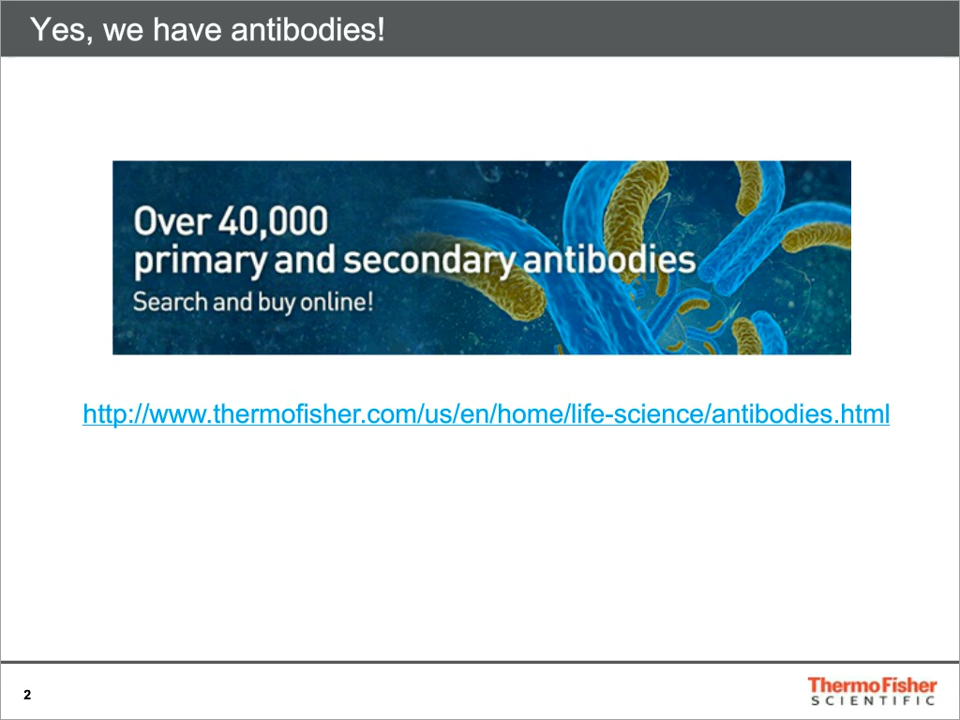 Yes, we have antibodies!
Over 40,000
primary and secondary antibodies
Search and buy online!
http://www.thermofisher.com/us/en/home/life-science/antibodies.html
2
ThermoFisher
SCIENTIFIC